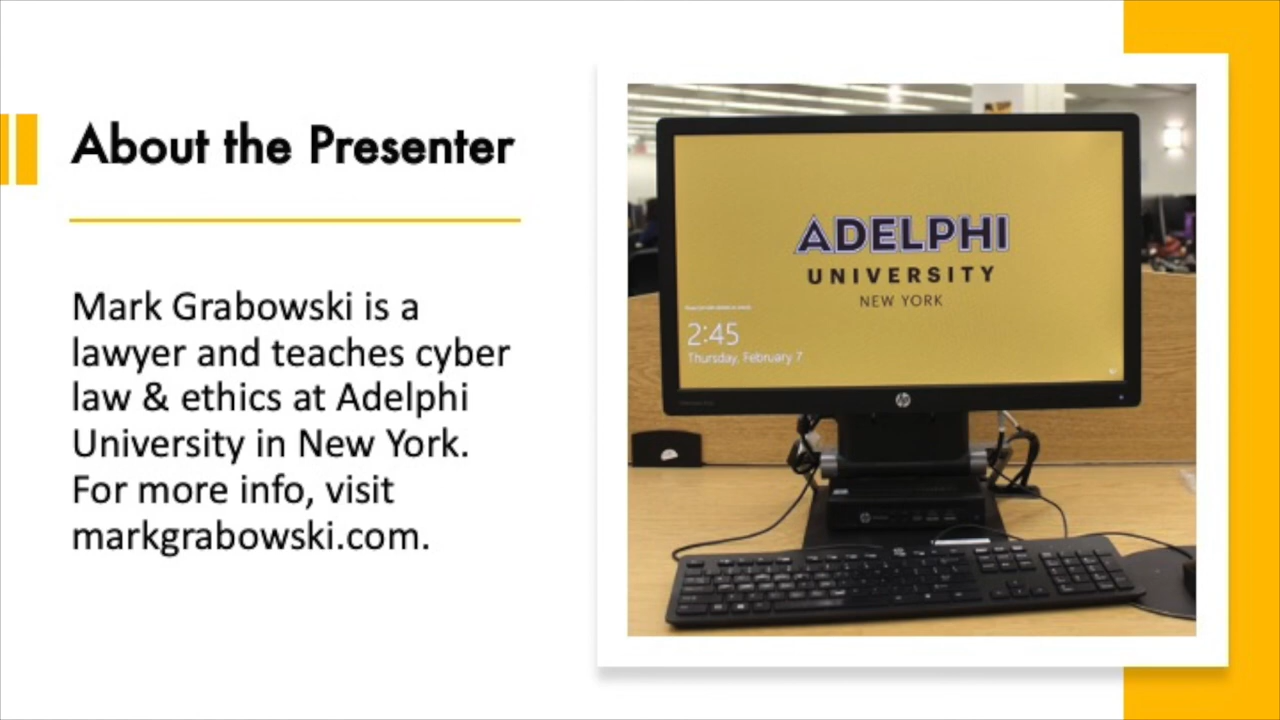 About the Presenter
Mark Grabowski is a
lawyer and teaches cyber
law & ethics at Adelphi
University in New York.
For more info, visit
markgrabowski.com.
ADELPHI
UNIVERSITY
NEW YORK
2:45
Thursday, February 7
hp